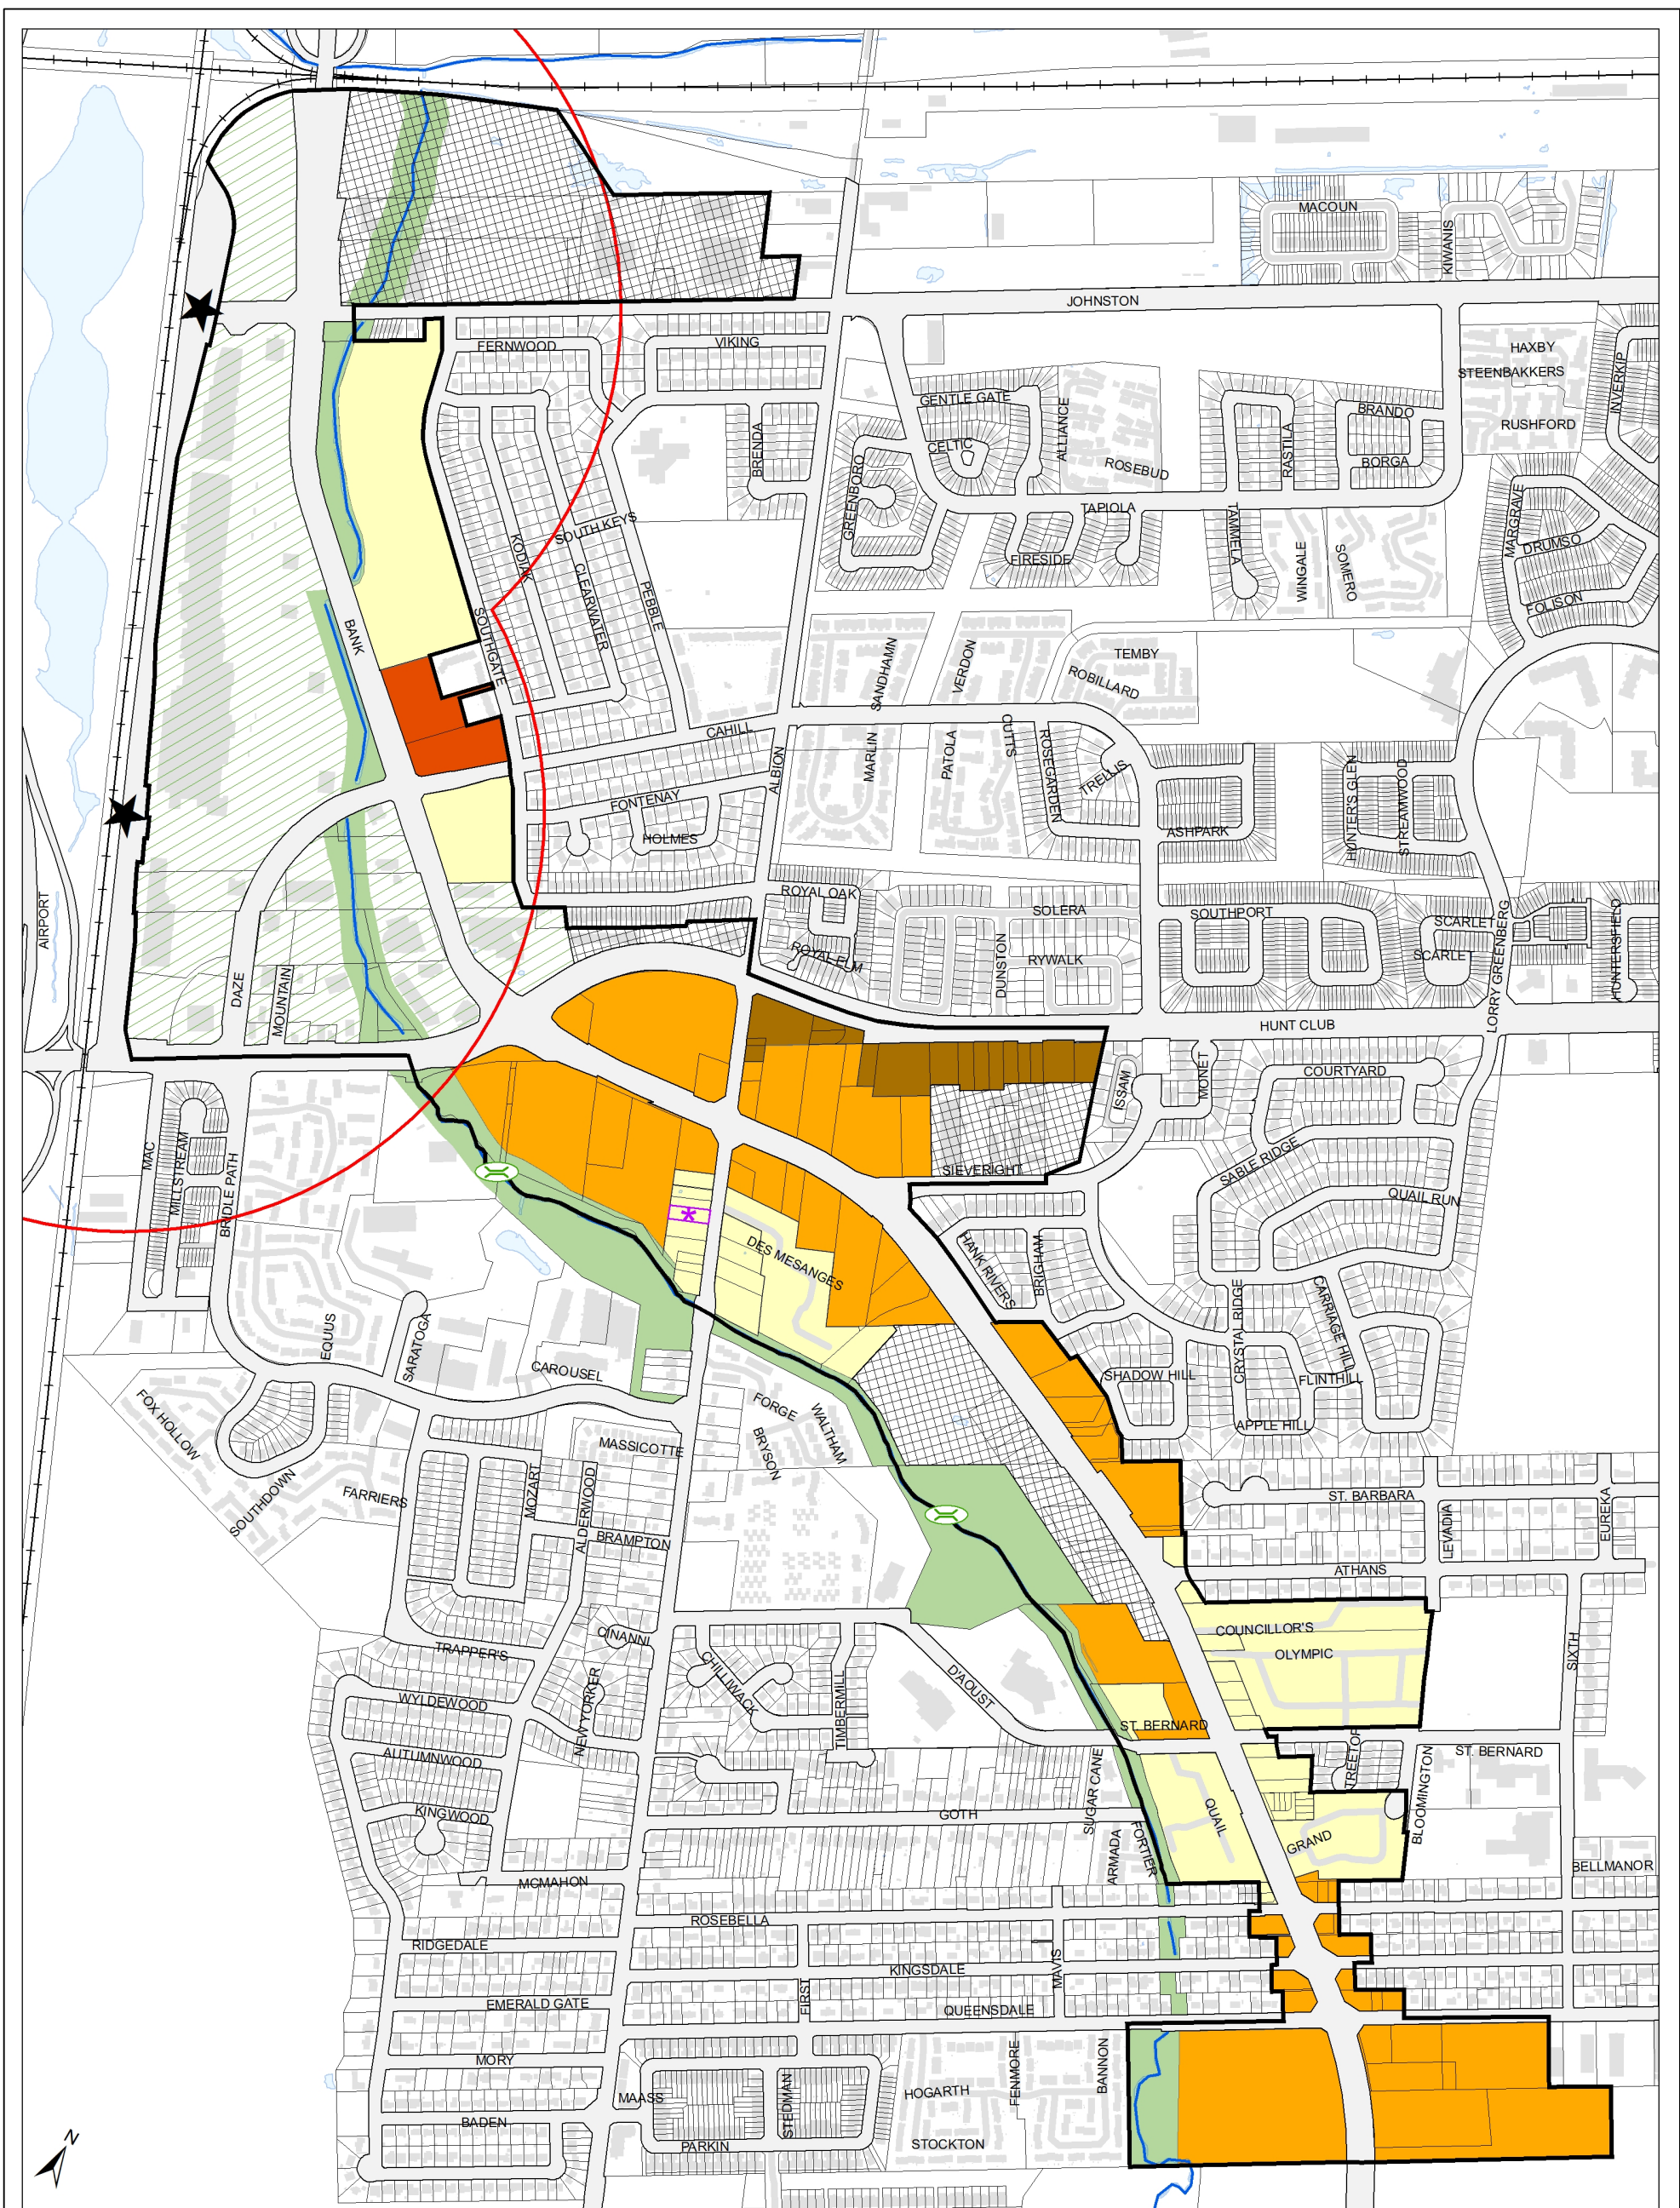 MACOUN
KIWANIS
JOHNSTON
FERNWOOD
VIKING
HAXBY
STEENBAKKERS
INVERKIP
RUSHFORD
GENTLE GATE
ALLIANCE
BRANDO
CELTIC
BRENDA
ROSEBUD
RASTILA
BORGA
GREENBORO
TAPIOLA
MARGRAVE
SOUTH KEYS
TAMMELA
DRUMSO
KODIAK
FIRESIDE
WINGALE
SOMERO
CLEARWATER
PEBBLE
FOLISON
BANK
SOUTHGATE
SANDHAMN
VERDON
TEMBY
ROBILLARD
CAHILL
ALBION
MARLIN
PATOLA
CUTTS
ROSEGARDEN
TRELLIS
HUNTER'S GLEN
STREAMWOOD
FONTENAY
HOLMES
ASHPARK
AIRPORT
ROYAL OAK
SOLERA
SOUTHPORT
SCARLET
LORRY GREENBERG
HUNTERSFIELD
ROYAL ELM
DUNSTON
RYWALK
SCARLET
DAZE
MOUNTAIN
HUNT CLUB
ISSAM
MONET
COURTYARD
MAC
MILLSTREAM
BRIDLE PATH
SIEVERIGHT
SABLE RIDGE
QUAIL RUN
*
DES MESANGES
HANK RIVERS
BRIGHAM
CRYSTAL RIDGE
CARRIAGE HILL
EQUUS
SARATOGA
CAROUSEL
SHADOW HILL
FLINTHILL
FOX HOLLOW
FORGE
WALTHAM
APPLE HILL
BRYSON
MASSICOTTE
SOUTHDOWN
FARRIERS
MOZART
ALDERWOOD
BRAMPTON
ST. BARBARA
LEVADIA
EUREKA
ATHANS
TRAPPER'S
CINANNI
COUNCILLOR'S
OLYMPIC
SIXTH
CHILLIWACK
TIMBERMILL
D'AOUST
WYLDEWOOD
NEW YORKER
ST. BERNARD
AUTUMNWOOD
SUGAR CANE
TREETOP
ST. BERNARD
BLOOMINGTON
KINGWOOD
GOTH
QUAIL
GRAND
ARMADA
FORTIER
BELLMANOR
MCMAHON
ROSEBELLA
RIDGEDALE
KINGSDALE
MAVIS
EMERALD GATE
FIRST
QUEENSDALE
MORY
FENMORE
BANNON
MAASS
STEDMAN
HOGARTH
BADEN
PARKIN
STOCKTON
N